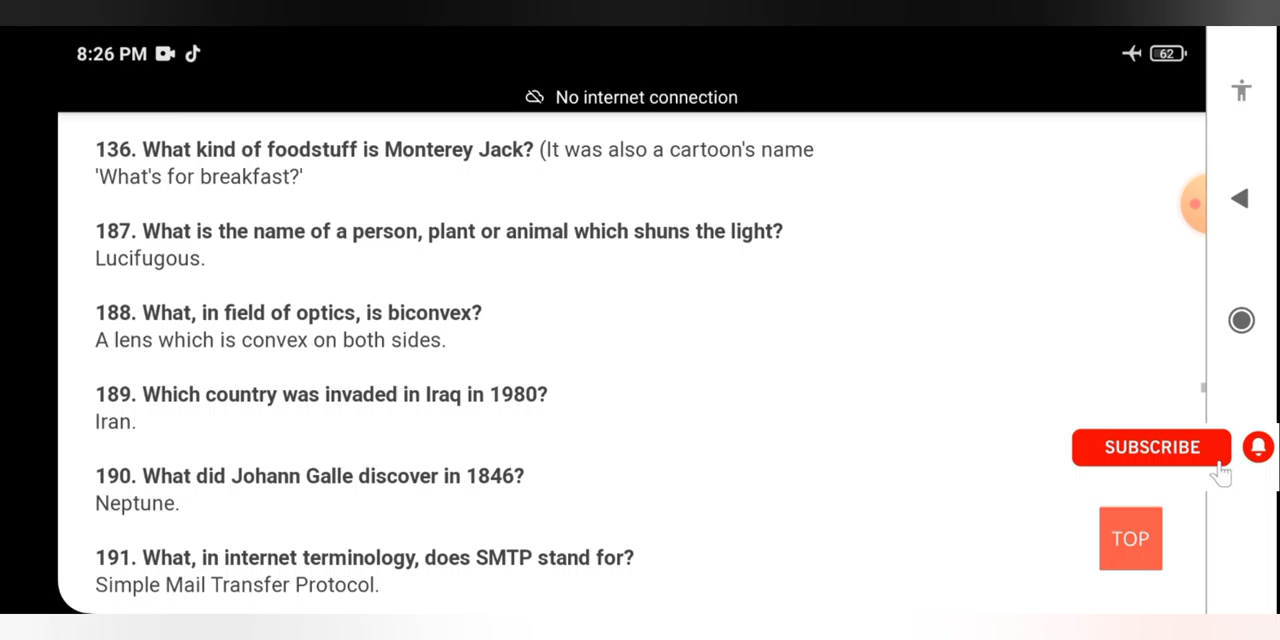 8:26 PM
62
No internet connection
136. What kind of foodstuff is Monterey Jack? (It was also a cartoon's name
'What's for breakfast?'
187. What is the name of a person, plant or animal which shuns the light?
Lucifugous.
188. What, in field of optics, is biconvex?
A lens which is convex on both sides.
189. Which country was invaded in Iraq in 1980?
Iran.
SUBSCRIBE
190. What did Johann Galle discover in 1846?
Neptune.
TOP
191. What, in internet terminology, does SMTP stand for?
Simple Mail Transfer Protocol.